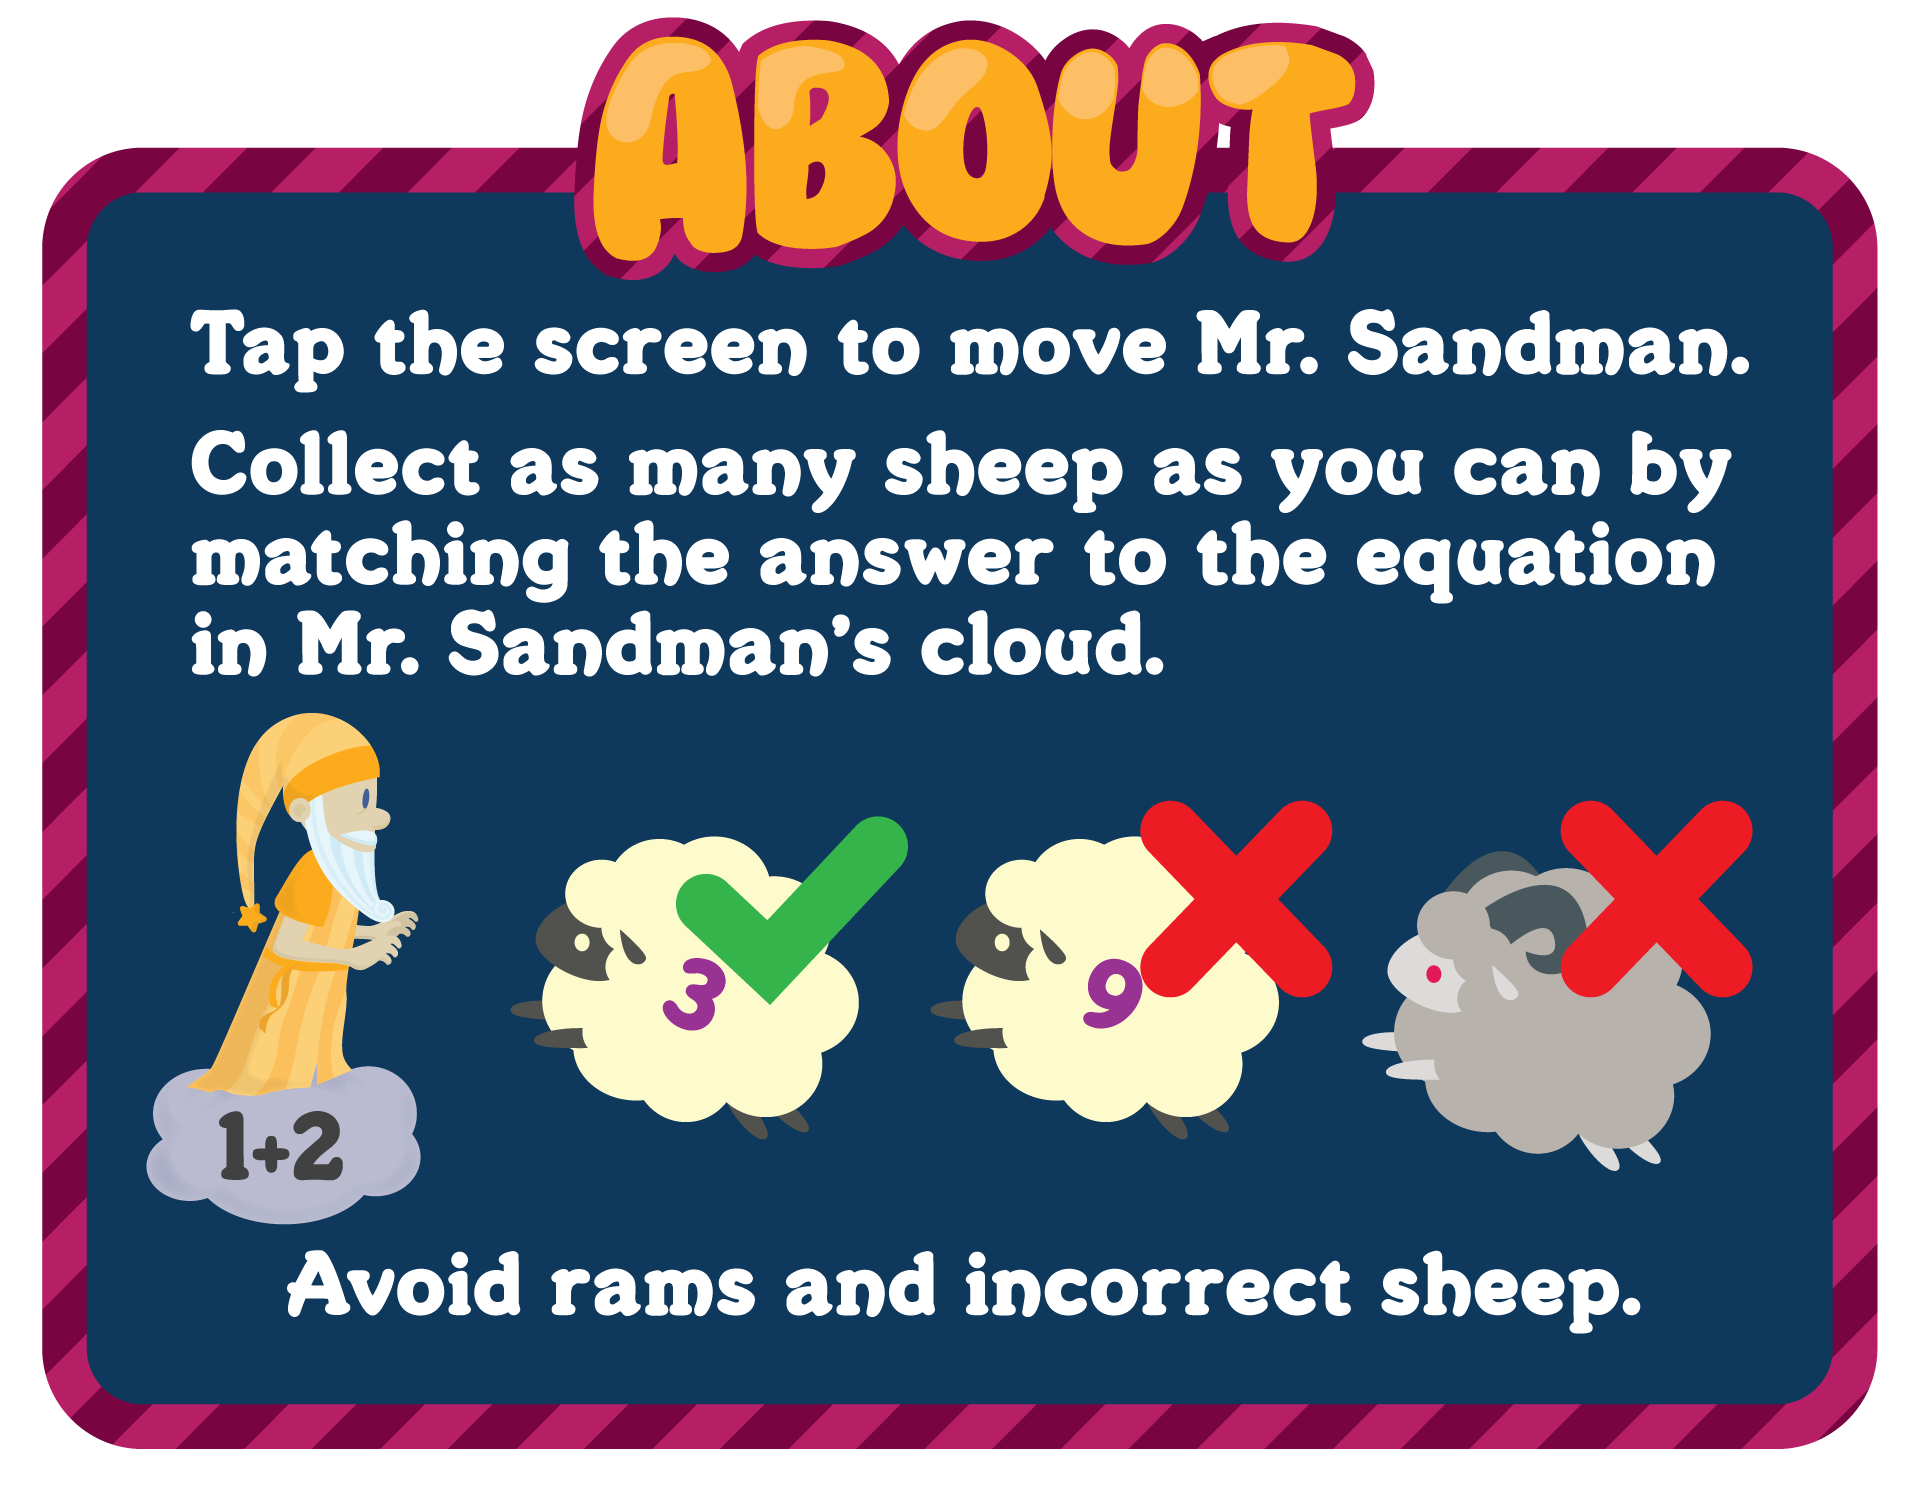 ABOUT
Tap the screen to move Mr. Sandman.
Collect as many sheep as you can by
matching the answer to the equation
in Mr. Sandman's cloud.
3
9
1+2
Avoid rams and incorrect sheep.